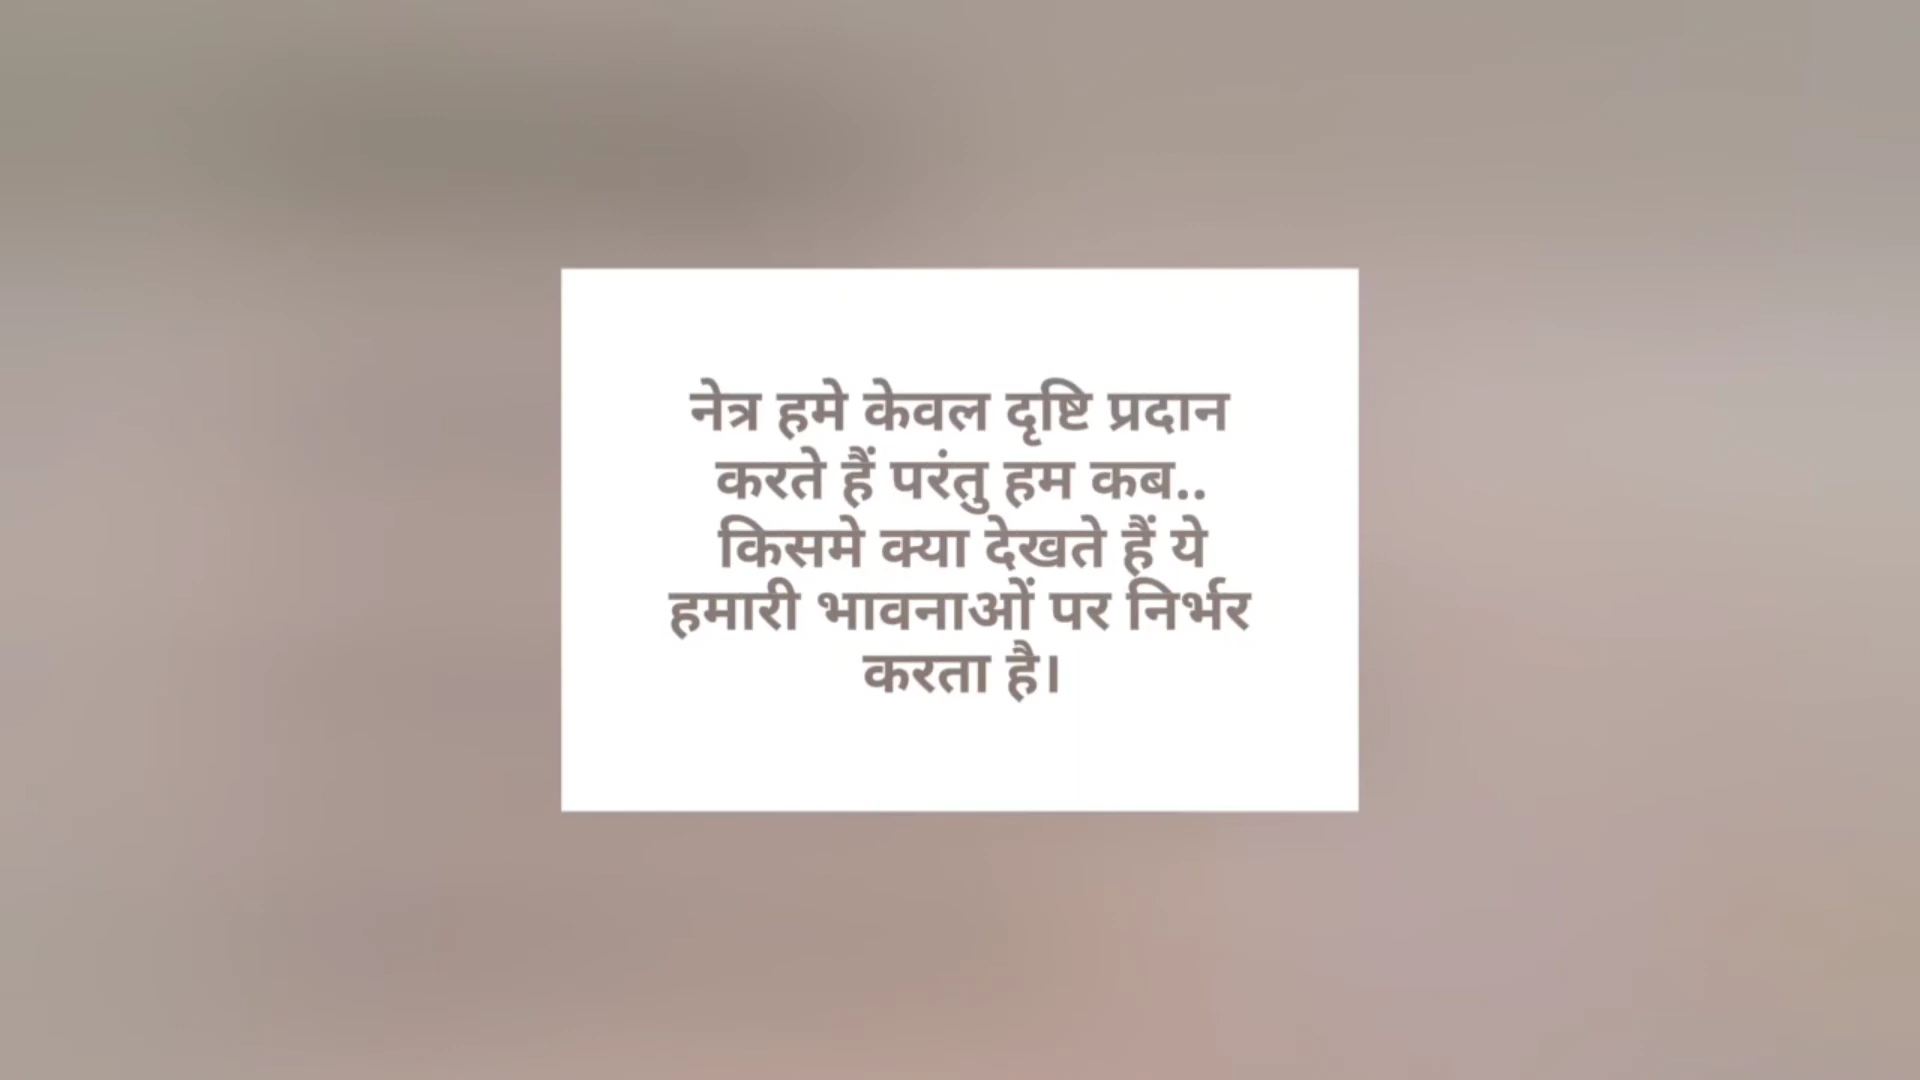 नेत्र हमे केवल दृष्टि प्रदान
करते हैं परंतु हम कब..
किसमे क्या देखते हैं ये
हमारी भावनाओं पर निर्भर
करता है।